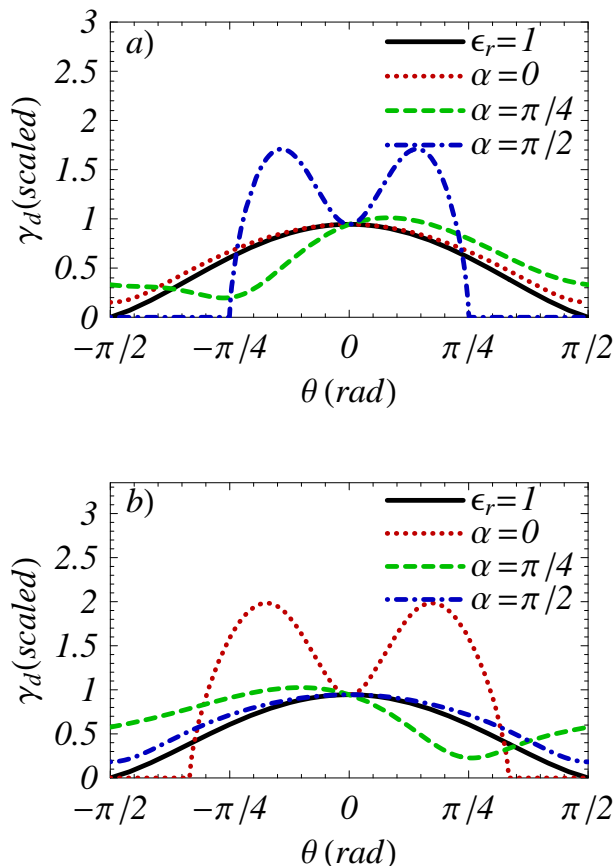 a)
ϵr=1
α=0
α=π/4
α=π/2
γd(scaled)
3
2.5
2
1.5
1
0.5
0
−π/2 −π/4 0 π/4 π/2
θ(rad)
b)
ϵr=1
α=0
α=π/4
α=π/2
γd(scaled)
3
2.5
2
1.5
1
0.5
0
−π/2 −π/4 0 π/4 π/2
θ(rad)